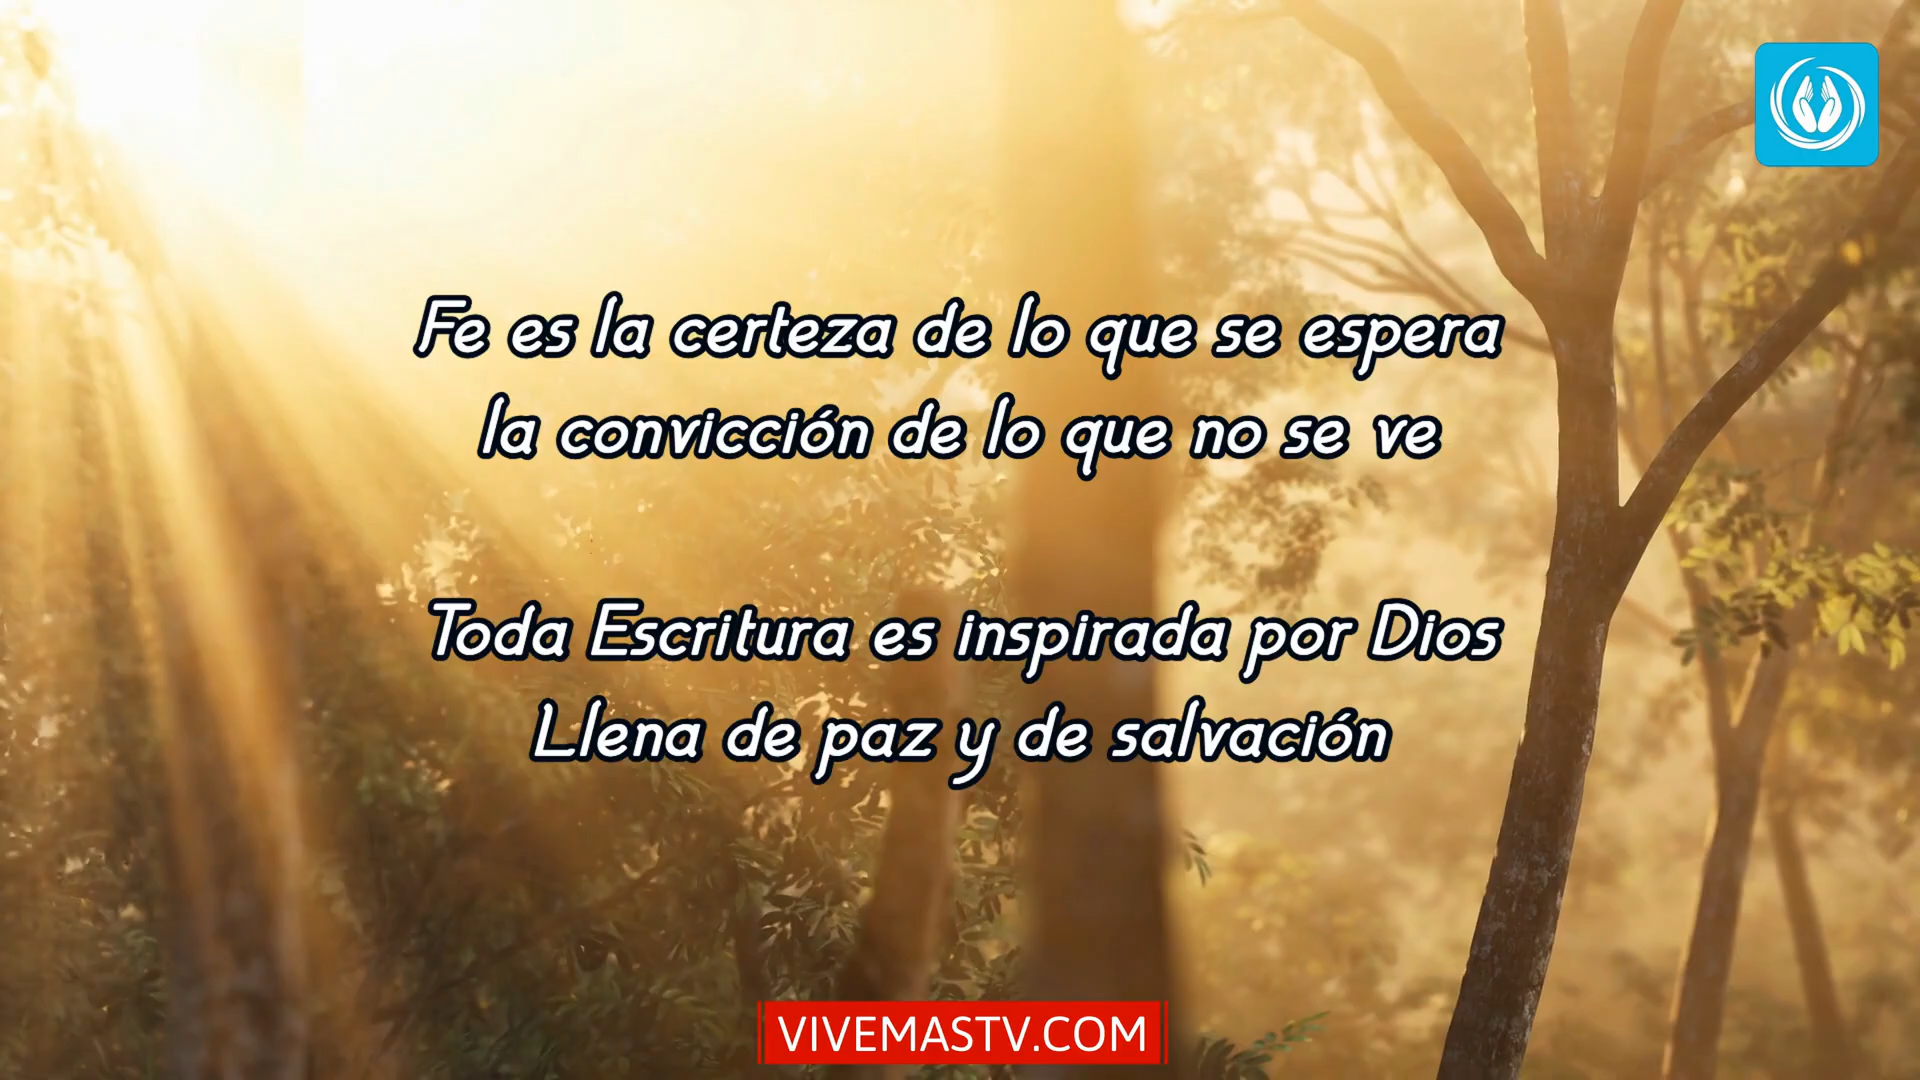 Fe es la certeza de lo que se espera
la convicción de lo que no se ve
Toda Escritura es inspirada por Dios
Llena de paz y de salvación
VIVEMASTV.COM